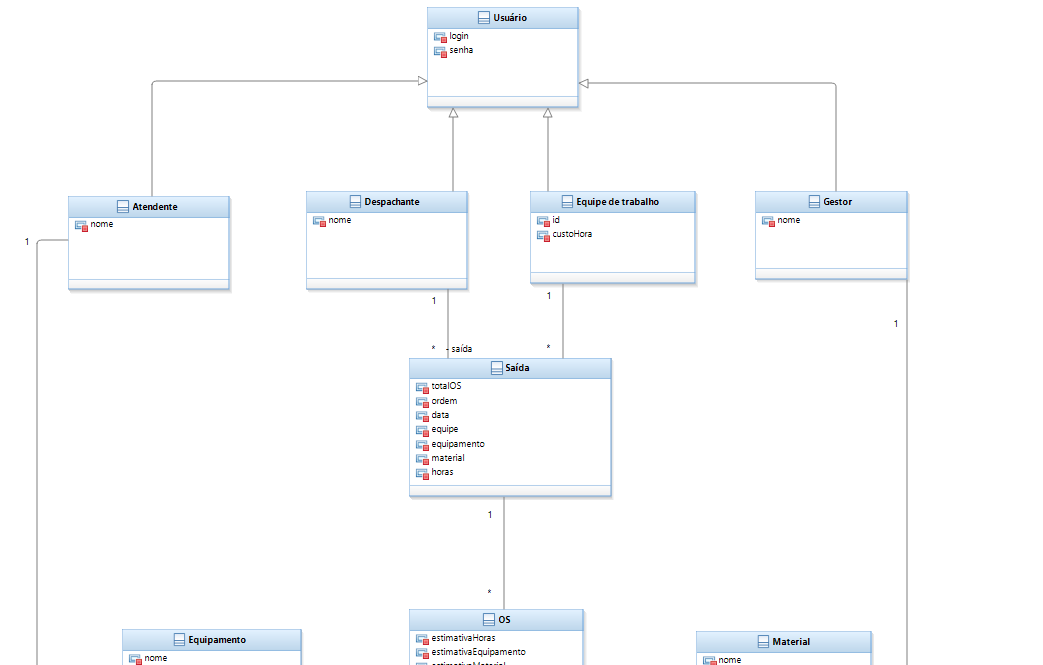 Usuário
login
senha
Atendente
nome
Despachante
nome
Equipe de trabalho
id
custoHora
Gestor
nome
1
1
1
1
* - saída
*
Saída
totalOS
ordem
data
equipe
equipamento
material
horas
1
*
Equipamento
nome
OS
estimativaHoras
estimativaEquipamento
estimativaMaterial
Material
nome